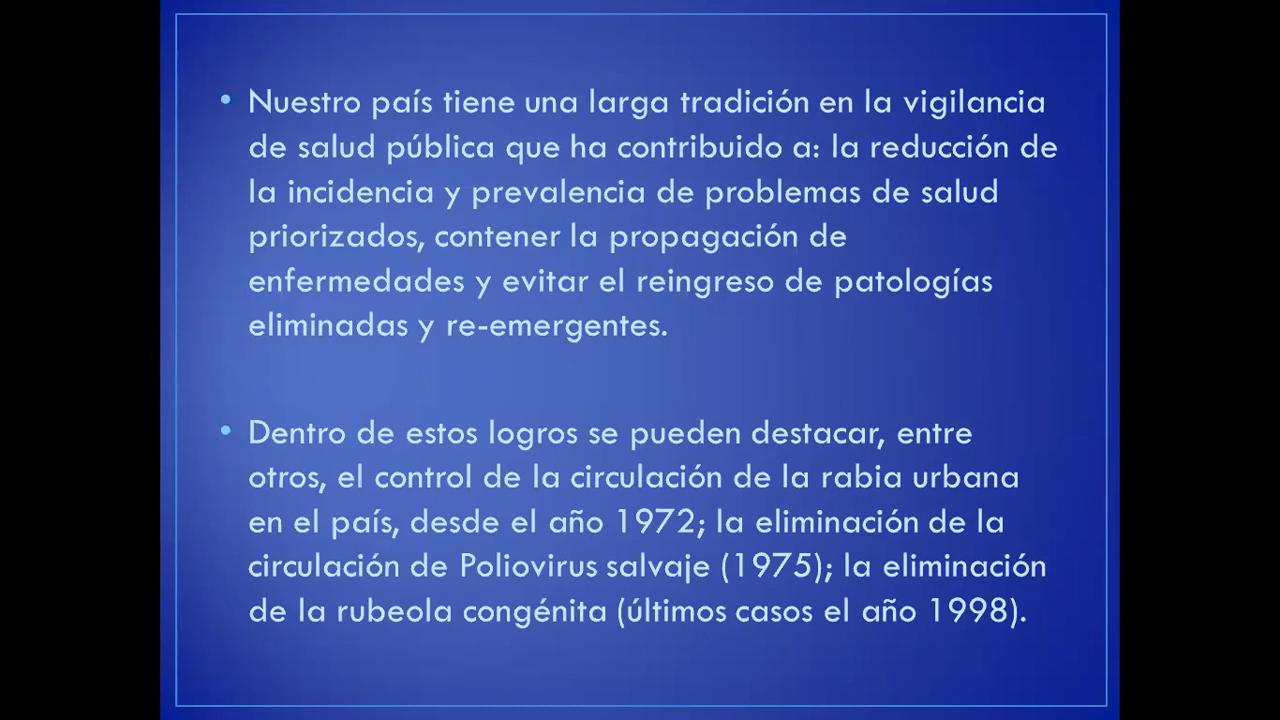 • Nuestro país tiene una larga tradición en la vigilancia
de salud pública que ha contribuido a: la reducción de
la incidencia y prevalencia de problemas de salud
priorizados, contener la propagación de
enfermedades y evitar el reingreso de patologías
eliminadas y re-emergentes.
• Dentro de estos logros se pueden destacar, entre
otros, el control de la circulación de la rabia urbana
en el país, desde el año 1972; la eliminación de la
circulación de Poliovirus salvaje (1975); la eliminación
de la rubeola congénita (últimos casos el año 1998).